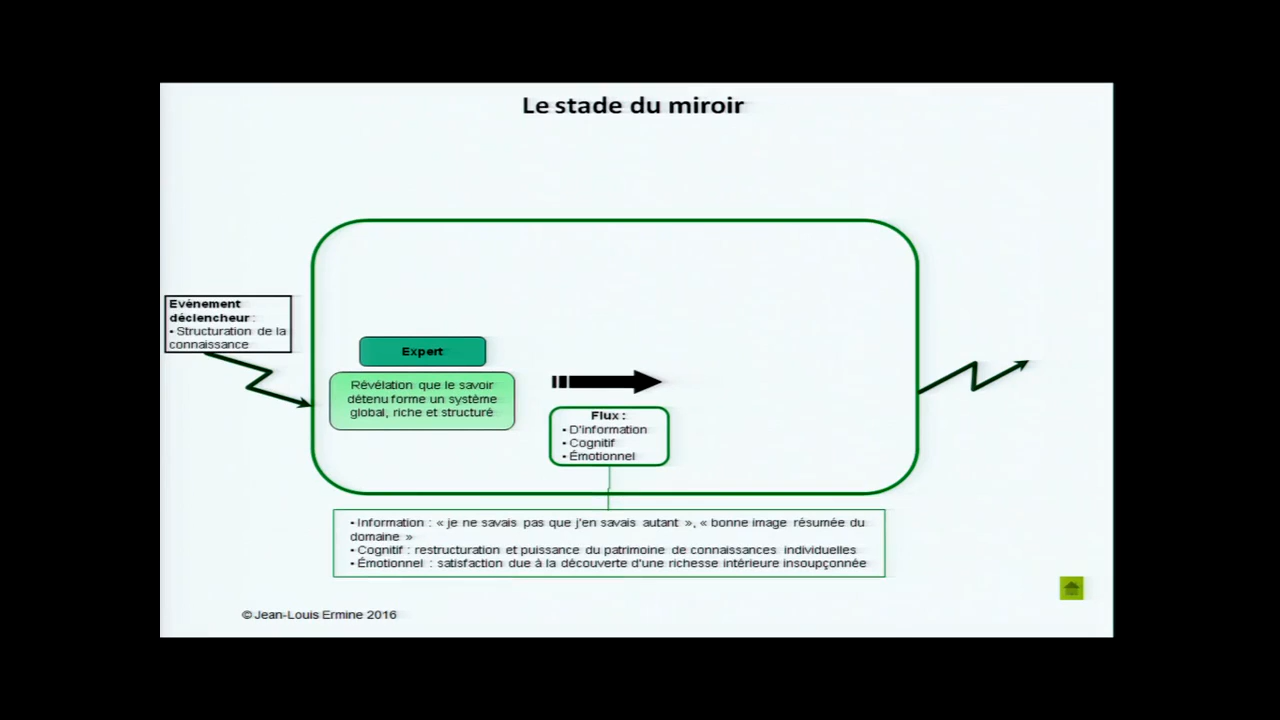 Le stade du miroir
Evénement
déclencheur :
• Structuration de la
connaissance
Expert
Révélation que le savoir
détenu forme un système
global, riche et structuré
Flux :
• D'information
• Cognitif
• Émotionnel
• Information : « je ne savais pas que j'en savais autant », « bonne image résumée du
domaine »
• Cognitif : restructuration et puissance du patrimoine de connaissances individuelles
• Émotionnel : satisfaction due à la découverte d'une richesse intérieure insoupçonnée
© Jean-Louis Ermine 2016